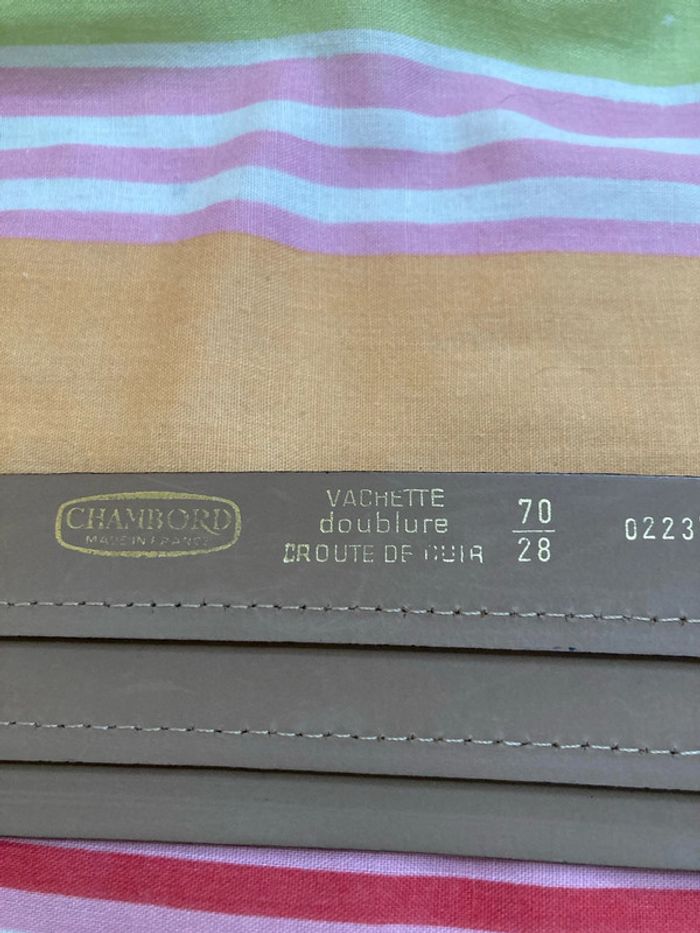 CHAMBORD
MADE IN FRANCE
VACHETTE
doublure
CROUTE DE CUIR
70
28
0223